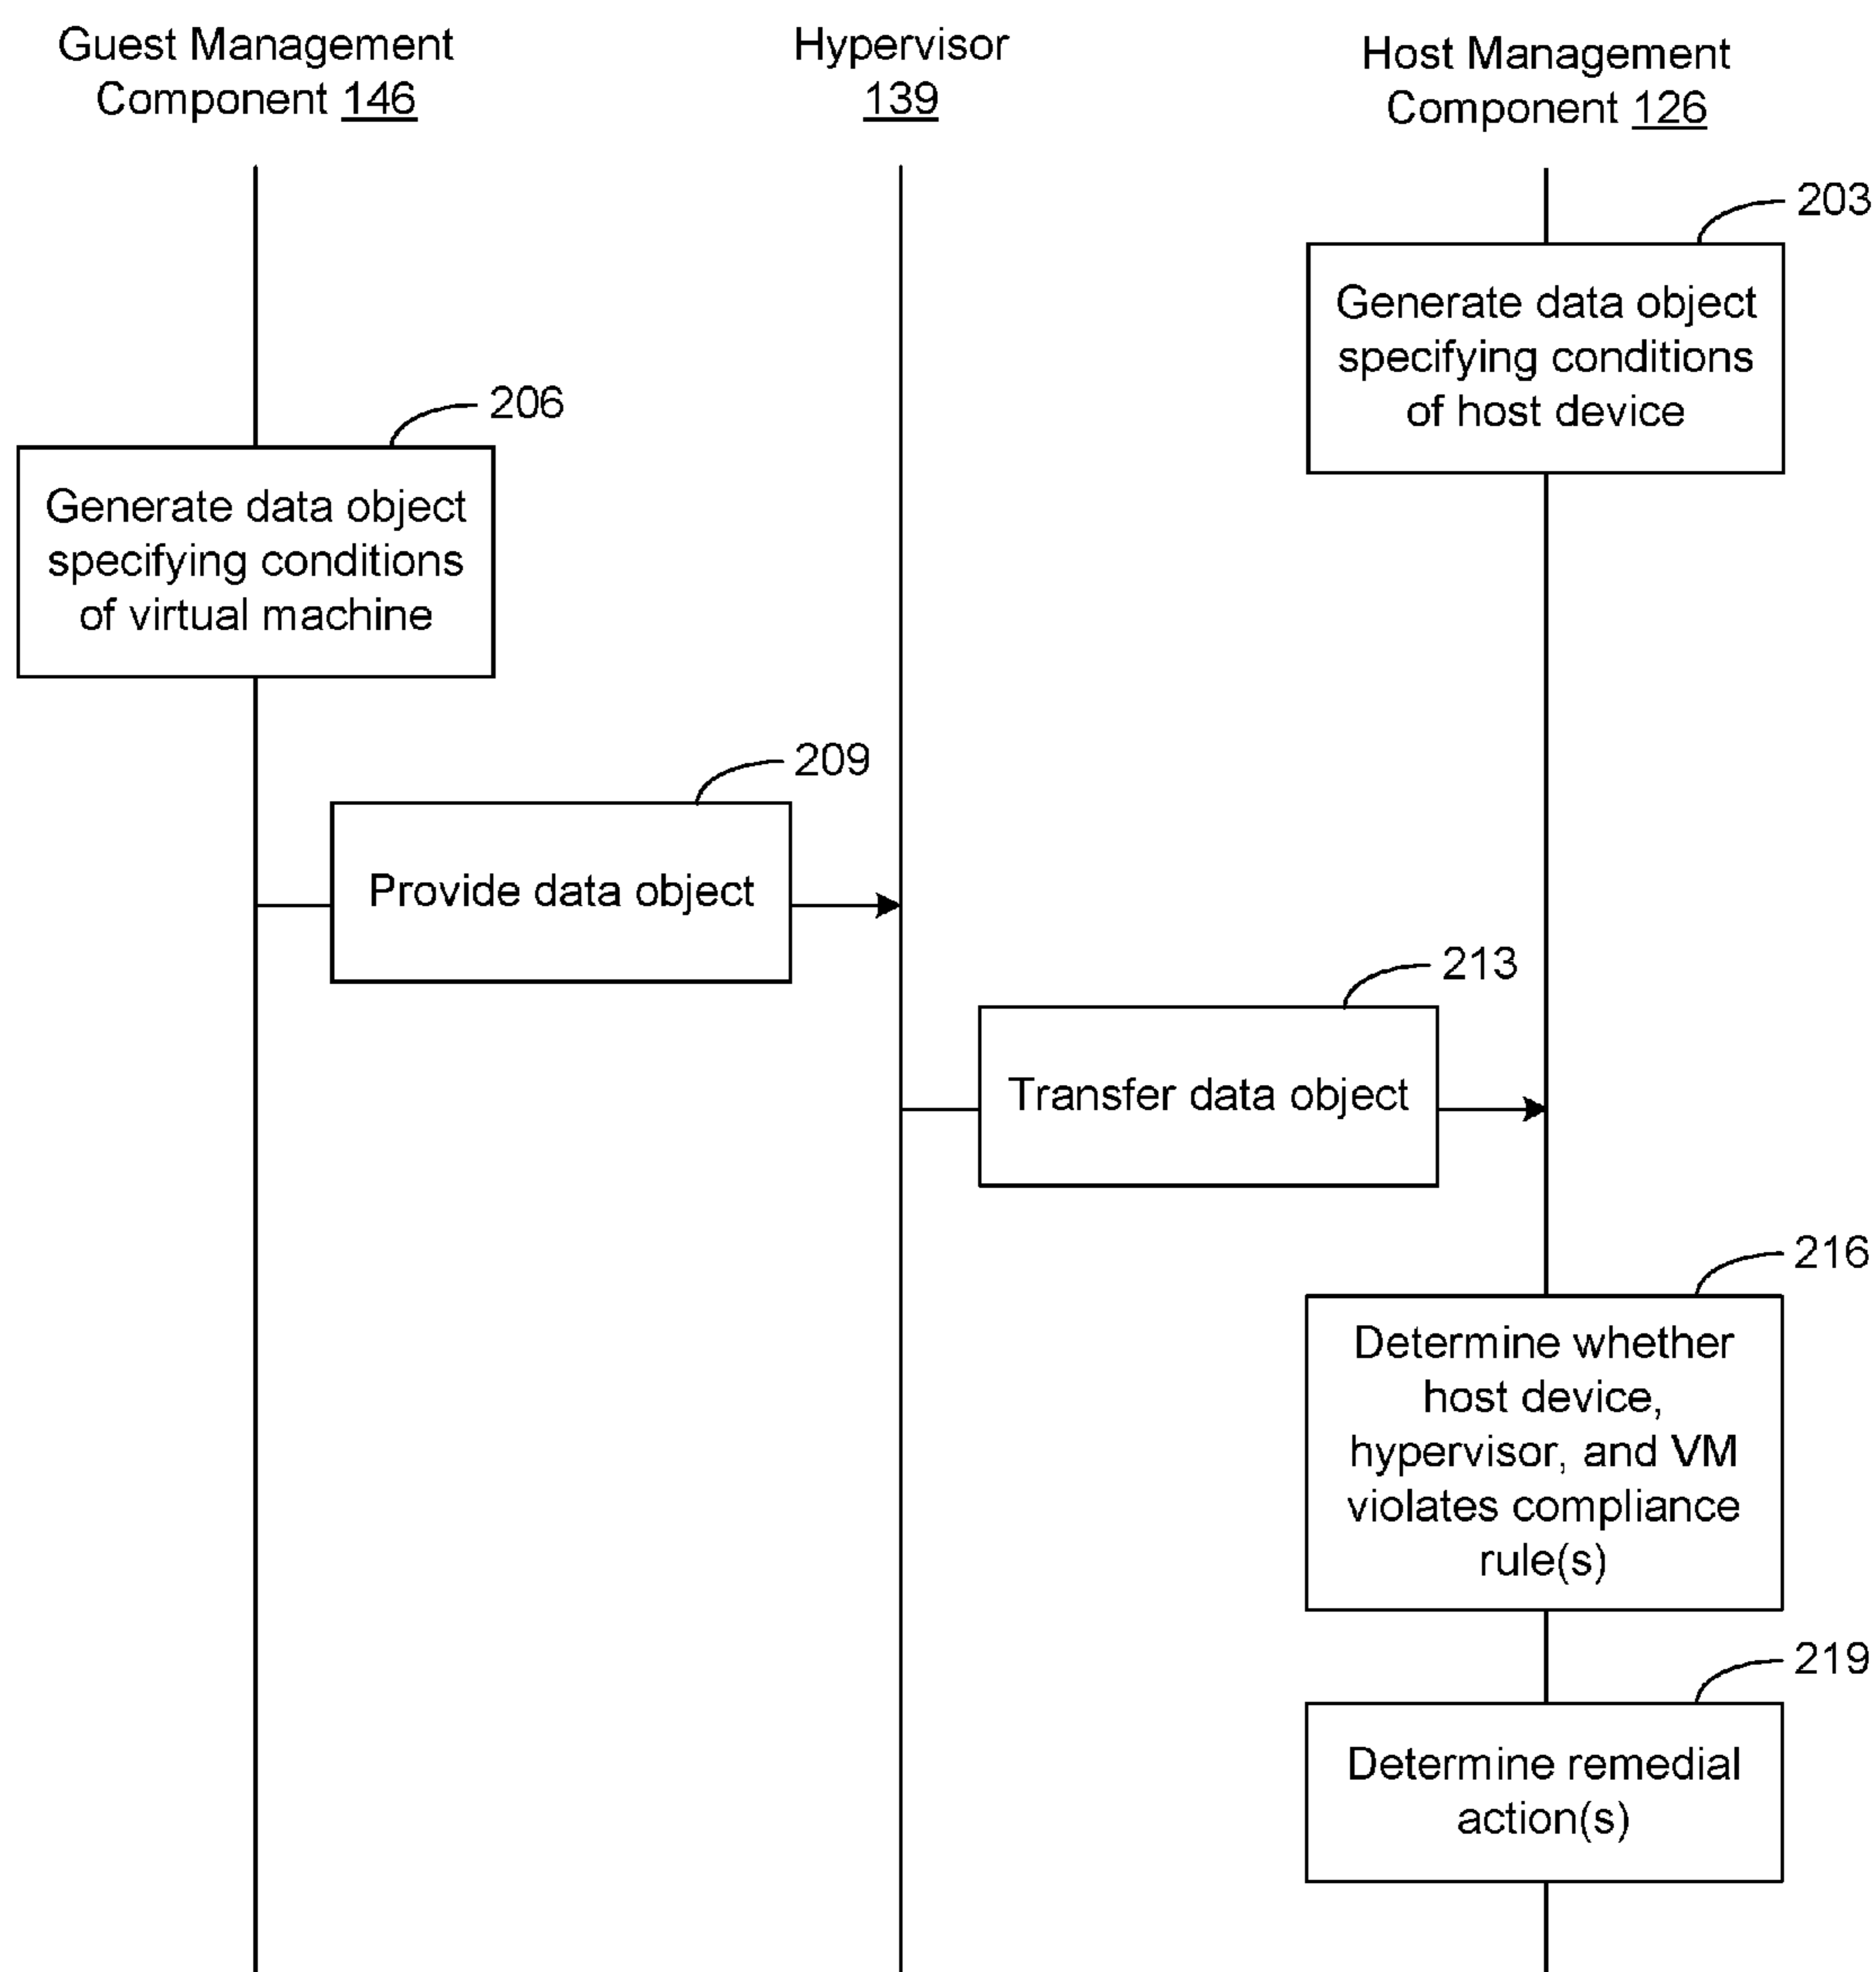 Guest Management
Component 146
Hypervisor
139
Host Management
Component 126
203
Generate data object
specifying conditions
of host device
206
Generate data object
specifying conditions
of virtual machine
209
Provide data object
213
Transfer data object
216
Determine whether
host device,
hypervisor, and VM
violates compliance
rule(s)
219
Determine remedial
action(s)